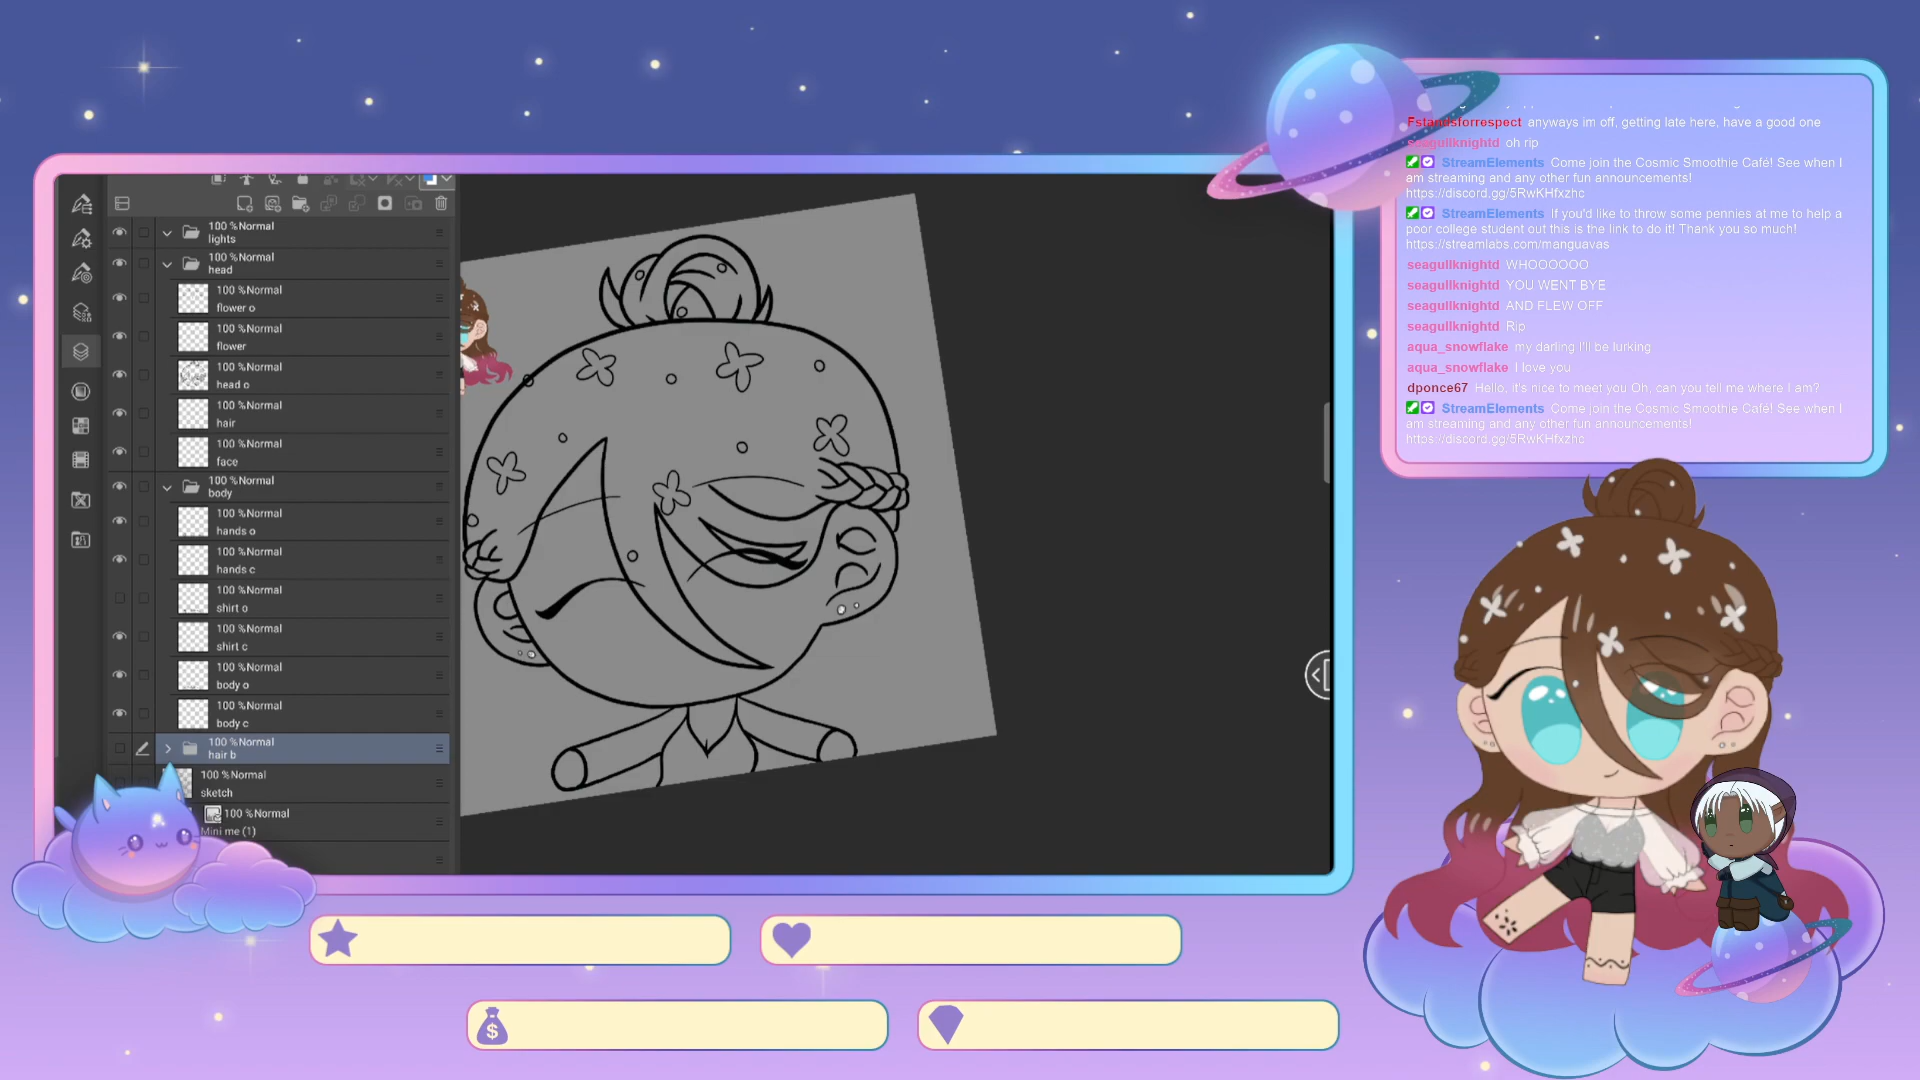 100 %Normal
lights
100 %Normal
head
100 %Normal
flower o
100 %Normal
flower
100 %Normal
head o
100 %Normal
hair
100 %Normal
face
100 %Normal
body
100 %Normal
hands o
100 %Normal
hands c
100 %Normal
shirt o
100 %Normal
shirt c
100 %Normal
body o
100 %Normal
body c
100 %Normal
hair b
100 %Normal
sketch
100 %Normal
Mini me (1)
Fstandsforrespect anyways im off, getting late here, have a good one
seagullknightd oh rip
StreamElements Come join the Cosmic Smoothie Café! See when I
am streaming and any other fun announcements!
https://discord.gg/5RwKHfxzhc
StreamElements If you'd like to throw some pennies at me to help a
poor college student out this is the link to do it! Thank you so much!
https://streamlabs.com/manguavas
seagullknightd WHOOOOOO
seagullknightd YOU WENT BYE
seagullknightd AND FLEW OFF
seagullknightd Rip
aqua_snowflake my darling I'll be lurking
aqua_snowflake I love you
dponce67 Hello, it's nice to meet you Oh, can you tell me where I am?
StreamElements Come join the Cosmic Smoothie Café! See when I
am streaming and any other fun announcements!
https://discord.gg/5RwKHfxzhc
$